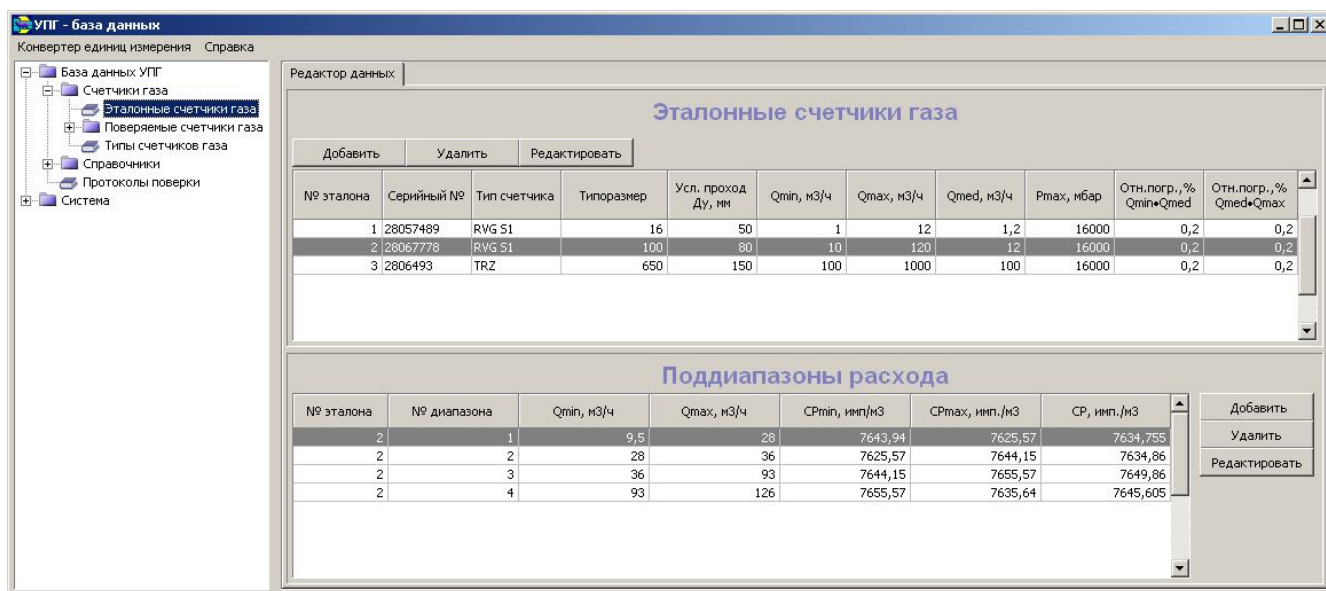 УПГ - база данных
Конвертер единиц измерения Справка
База данных УПГ
Счетчики газа
Эталонные счетчики газа
Поверяемые счетчики газа
Типы счетчиков газа
Справочники
Протоколы поверки
Система
Редактор данных
Эталонные счетчики газа
Добавить Удалить Редактировать
№ эталона Серийный № Тип счетчика Типоразмер Усл. проход Ду, мм Qmin, м3/ч Qmax, м3/ч Qmed, м3/ч Pmax, мбар Отн.погр.,% Qmin•Qmed Отн.погр.,% Qmed•Qmax
1 28057489 RVG S1 16 50 1 12 1,2 16000 0,2 0,2
2 28067778 RVG S1 100 80 10 120 12 16000 0,2 0,2
3 2806493 TRZ 650 150 100 1000 100 16000 0,2 0,2
Поддиапазоны расхода
№ эталона № диапазона Qmin, м3/ч Qmax, м3/ч CPmin, имп/м3 CPmax, имп./м3 CP, имп./м3
2 1 9,5 28 7643,94 7625,57 7634,755
2 2 28 36 7625,57 7644,15 7634,86
2 3 36 93 7644,15 7655,57 7649,86
2 4 93 126 7655,57 7635,64 7645,605
Добавить
Удалить
Редактировать